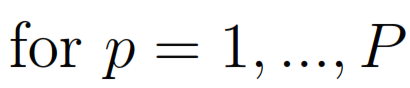 for p = 1, ..., P